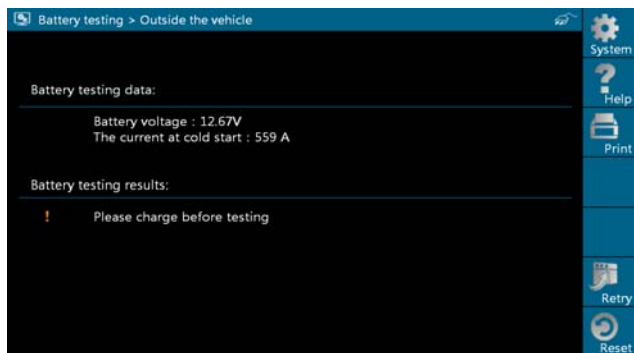 Battery testing > Outside the vehicle
System
Help
Print
Battery testing data:
Battery voltage : 12.67V
The current at cold start : 559 A
Battery testing results:
! Please charge before testing
Retry
Reset